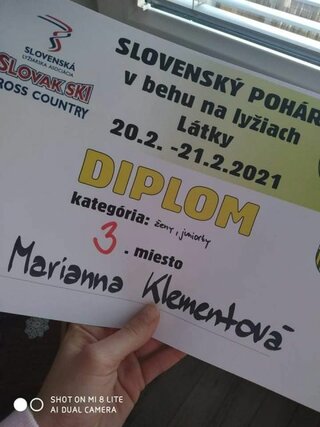 SLOVENSKÁ
LYŽIARSKA ASOCIÁCIA
SLOVAK SKI
ROSS COUNTRY
SLOVENSKÝ POHÁR
v behu na lyžiach
Látky
20.2. -21.2.2021
DIPLOM
kategória: ženy, juniorky
3. miesto
Marianna Klementová
SHOT ON MI 8 LITE
AI DUAL CAMERA